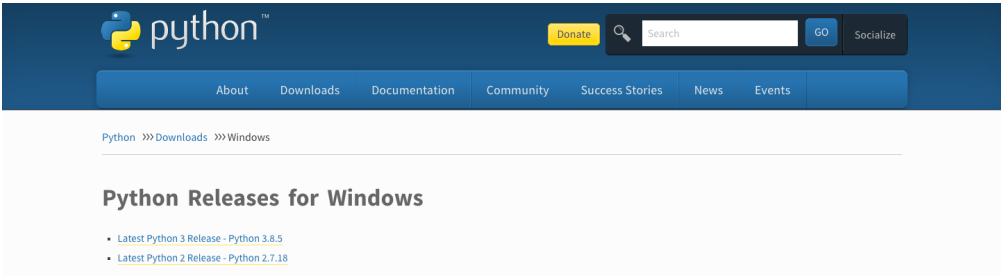 python™
Donate
Search
GO
Socialize
About Downloads Documentation Community Success Stories News Events
Python >>> Downloads >>> Windows
Python Releases for Windows
Latest Python 3 Release - Python 3.8.5
Latest Python 2 Release - Python 2.7.18